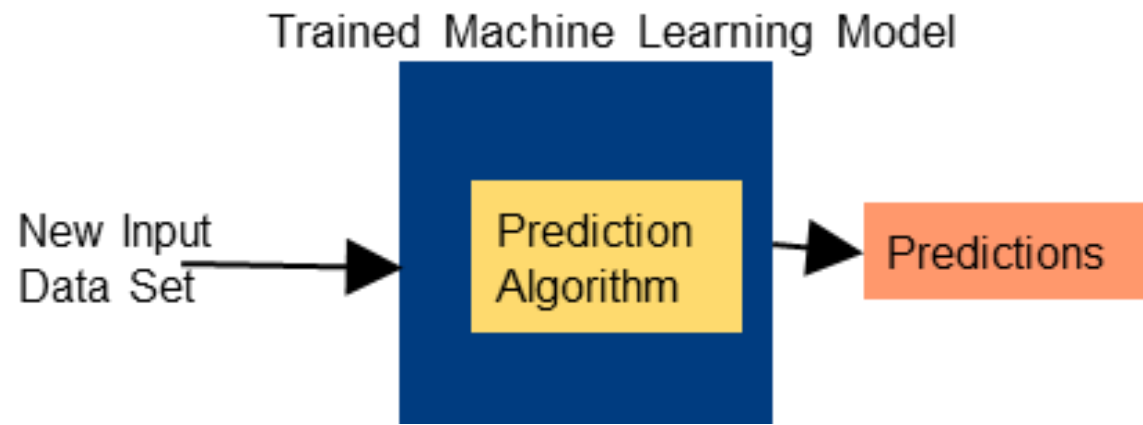 Trained Machine Learning Model
New Input
Data Set
Prediction
Algorithm
Predictions